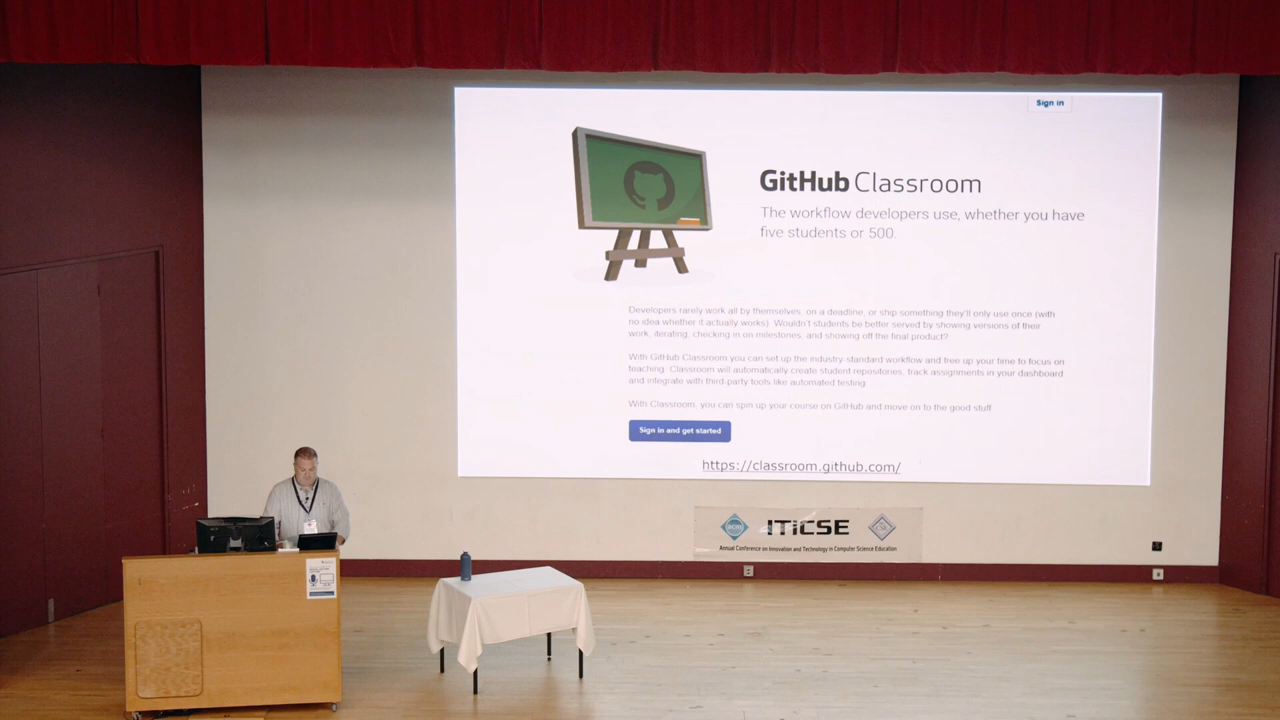 Sign in
GitHub Classroom
The workflow developers use, whether you have
five students or 500.
Developers rarely work all by themselves, on a deadline, or ship something they'll only use once (with
no idea whether it actually works). Wouldn't students be better served by showing versions of their
work, iterating, checking in on milestones, and showing off the final product?
With GitHub Classroom you can set up the industry-standard workflow and free up your time to focus on
teaching. Classroom will automatically create student repositories, track assignments in your dashboard
and integrate with third-party tools like automated testing.
With Classroom, you can spin up your course on GitHub and move on to the good stuff.
Sign in and get started
https://classroom.github.com/
acm
ITiCSE
Annual Conference on Innovation and Technology in Computer Science Education